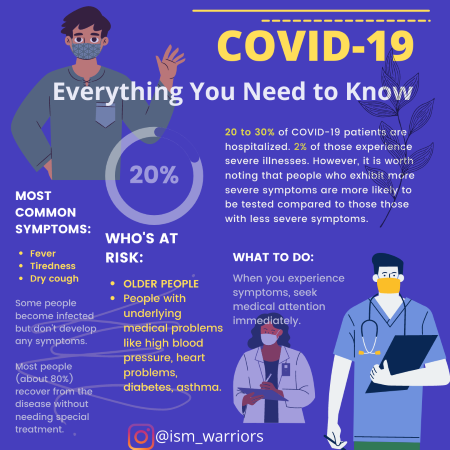 COVID-19
Everything You Need to Know
20 to 30% of COVID-19 patients are
hospitalized. 2% of those experience
severe illnesses. However, it is worth
noting that people who exhibit more
severe symptoms are more likely to
be tested compared to those those
with less severe symptoms.
20%
MOST
COMMON
SYMPTOMS:
• Fever
• Tiredness
• Dry cough
Some people
become infected
but don't develop
any symptoms.
Most people
(about 80%)
recover from the
disease without
needing special
treatment.
WHO'S AT
RISK:
• OLDER PEOPLE
• People with
underlying
medical problems
like high blood
pressure, heart
problems,
diabetes, asthma.
WHAT TO DO:
When you experience
symptoms, seek
medical attention
immediately.
@ism_warriors